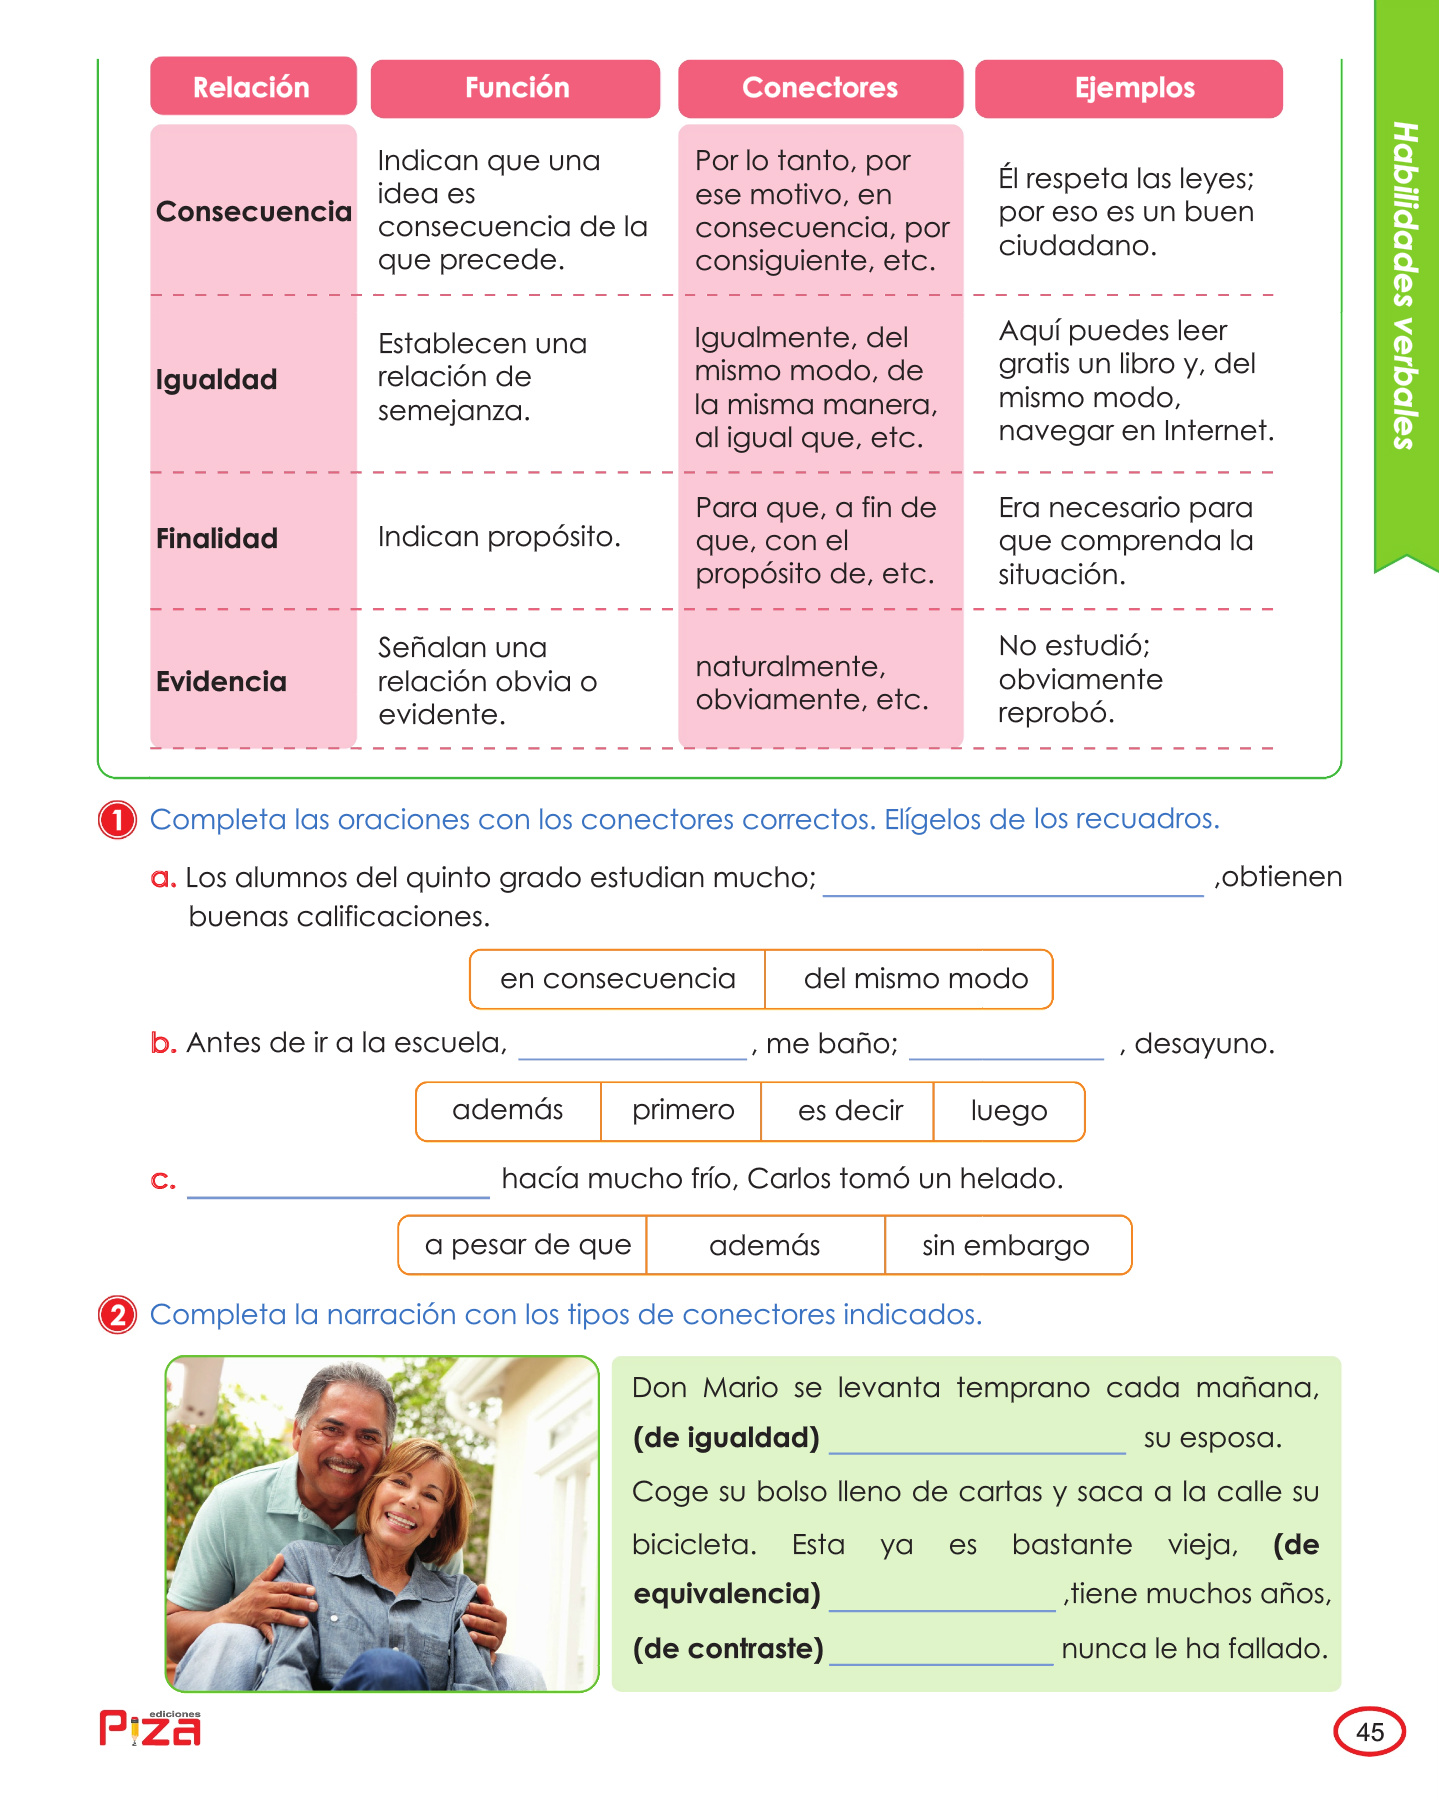 Relación Función Conectores Ejemplos
Consecuencia
Indican que una
idea es
consecuencia de la
que precede.
Por lo tanto, por
ese motivo, en
consecuencia, por
consiguiente, etc.
Él respeta las leyes;
por eso es un buen
ciudadano.
Igualdad
Establecen una
relación de
semejanza.
Igualmente, del
mismo modo, de
la misma manera,
al igual que, etc.
Aquí puedes leer
gratis un libro y, del
mismo modo,
navegar en Internet.
Finalidad
Indican propósito.
Para que, a fin de
que, con el
propósito de, etc.
Era necesario para
que comprenda la
situación.
Evidencia
Señalan una
relación obvia o
evidente.
naturalmente,
obviamente, etc.
No estudió;
obviamente
reprobó.
Habilidades verbales
1 Completa las oraciones con los conectores correctos. Elígelos de los recuadros.
a. Los alumnos del quinto grado estudian mucho; ,obtienen
buenas calificaciones.
en consecuencia del mismo modo
b. Antes de ir a la escuela, , me baño; , desayuno.
además primero es decir luego
c. hacía mucho frío, Carlos tomó un helado.
a pesar de que además sin embargo
2 Completa la narración con los tipos de conectores indicados.
Don Mario se levanta temprano cada mañana,
(de igualdad) su esposa.
Coge su bolso lleno de cartas y saca a la calle su
bicicleta. Esta ya es bastante vieja, (de
equivalencia) ,tiene muchos años,
(de contraste) nunca le ha fallado.
ediciones
Piza
45